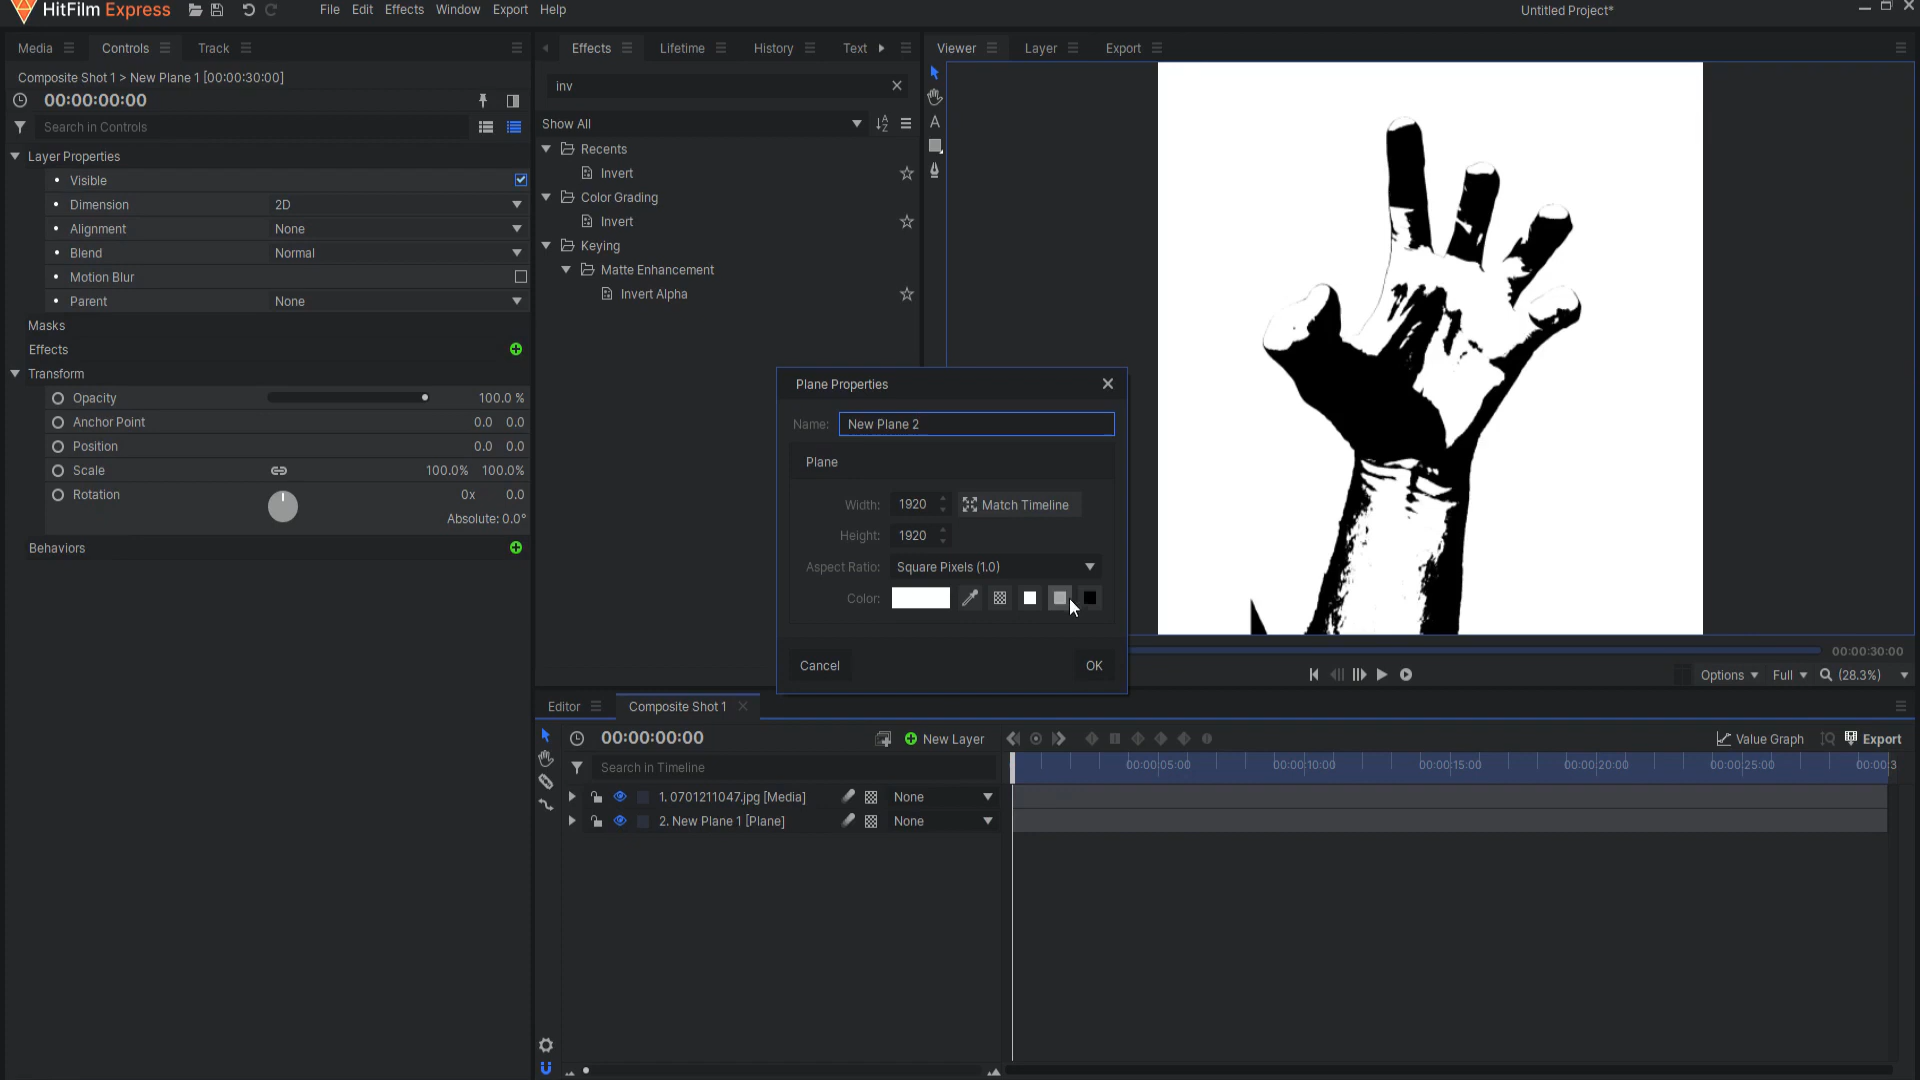 HitFilm Express
File Edit Effects Window Export Help
Untitled Project*
Media Controls Track
Effects Lifetime History Text
Viewer Layer Export
Composite Shot 1 > New Plane 1 [00:00:30:00]
00:00:00:00
Search in Controls
Layer Properties
Visible
Dimension 2D
Alignment None
Blend Normal
Motion Blur
Parent None
Masks
Effects
Transform
Opacity 100.0 %
Anchor Point 0.0 0.0
Position 0.0 0.0
Scale 100.0% 100.0%
Rotation 0x 0.0
Absolute: 0.0°
Behaviors
inv
Show All
Recents
Invert
Color Grading
Invert
Keying
Matte Enhancement
Invert Alpha
A
Plane Properties
Name: New Plane 2
Plane
Width: 1920 Match Timeline
Height: 1920
Aspect Ratio: Square Pixels (1.0)
Color:
Cancel OK
00:00:30:00
Options Full (28.3%)
Editor Composite Shot 1
00:00:00:00
New Layer
Value Graph
Export
Search in Timeline
00:00:05:00 00:00:10:00 00:00:15:00 00:00:20:00 00:00:25:00 00:00:3
1. 0701211047.jpg [Media] None
2. New Plane 1 [Plane] None